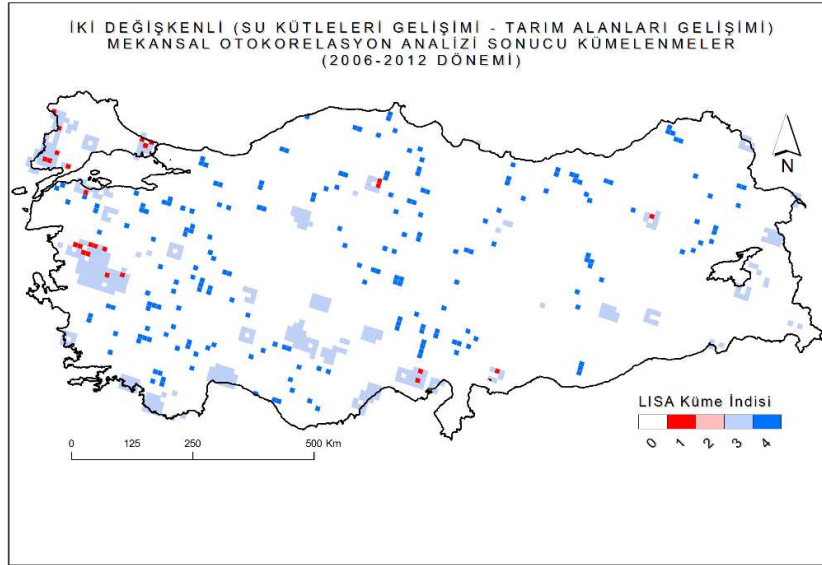 İKİ DEĞİŞKENLİ (SU KÜTLELERİ GELİŞİMİ - TARIM ALANLARI GELİŞİMİ)
MEKANSAL OTOKORELASYON ANALİZİ SONUCU KÜMELENMELER
(2006-2012 DÖNEMİ)
N
LISA Küme İndisi
0 1 2 3 4
0 125 250 500 Km